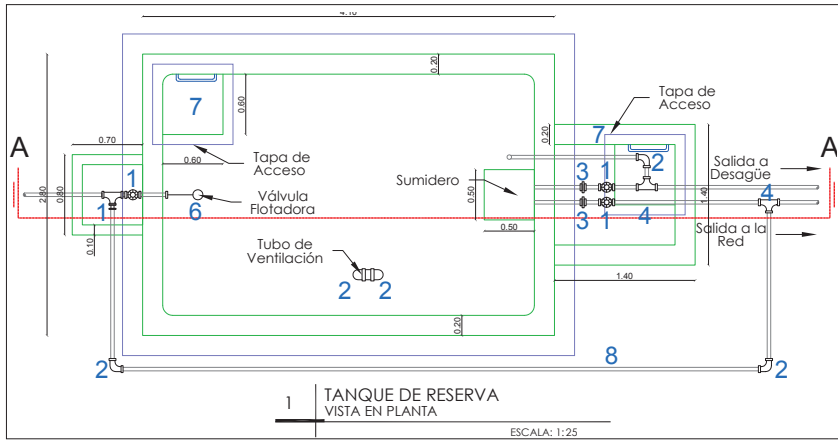 4.10
0.20
7
0.60
0.60
Tapa de
Acceso
7
0.20
Tapa de
Acceso
A
0.70
2.80
0.80
0.10
1
1
6
Válvula
Flotadora
Sumidero
0.50
0.50
3
1
2
3
1
4
Salida a
Desagüe
4
1.40
Salida a la
Red
A
1.40
Tubo de
Ventilación
2
2
0.20
2
8
2
1
TANQUE DE RESERVA
VISTA EN PLANTA
ESCALA: 1:25